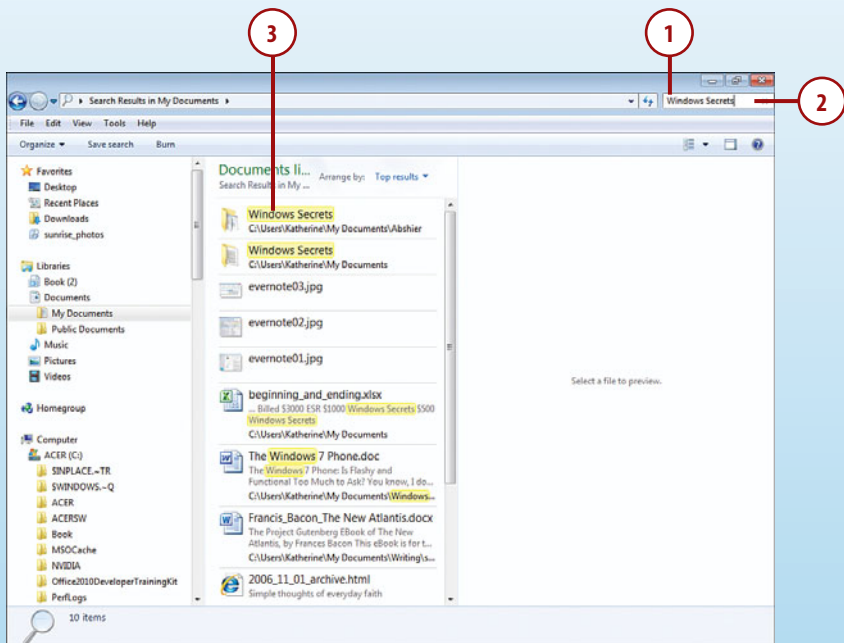 3
1
2
Search Results in My Documents
Windows Secrets
File Edit View Tools Help
Organize Save search Burn
Favorites
Desktop
Recent Places
Downloads
sunrise_photos
Libraries
Book (2)
Documents
My Documents
Public Documents
Music
Pictures
Videos
Homegroup
Computer
ACER (C:)
SINPLACE.~TR
SWINDOWS.~Q
ACER
ACERSW
Book
MSOCache
NVIDIA
Office2010DeveloperTrainingKit
PerfLogs
Documents li...
Search Results in My ...
Arrange by: Top results
Windows Secrets
C:\Users\Katherine\My Documents\Abshier
Windows Secrets
C:\Users\Katherine\My Documents
evernote03.jpg
evernote02.jpg
evernote01.jpg
beginning_and_ending.xlsx
... Billed $3000 ESR $1000 Windows Secrets $500
Windows Secrets
C:\Users\Katherine\My Documents
The Windows 7 Phone.doc
The Windows 7 Phone: Is Flashy and
Functional Too Much to Ask? You know, I do...
C:\Users\Katherine\My Documents\Windows...
Francis_Bacon_The New Atlantis.docx
The Project Gutenberg EBook of The New
Atlantis, by Frances Bacon This eBook is for t...
C:\Users\Katherine\My Documents\Writing\s...
2006_11_01_archive.html
Simple thoughts of everyday faith
Select a file to preview.
10 items